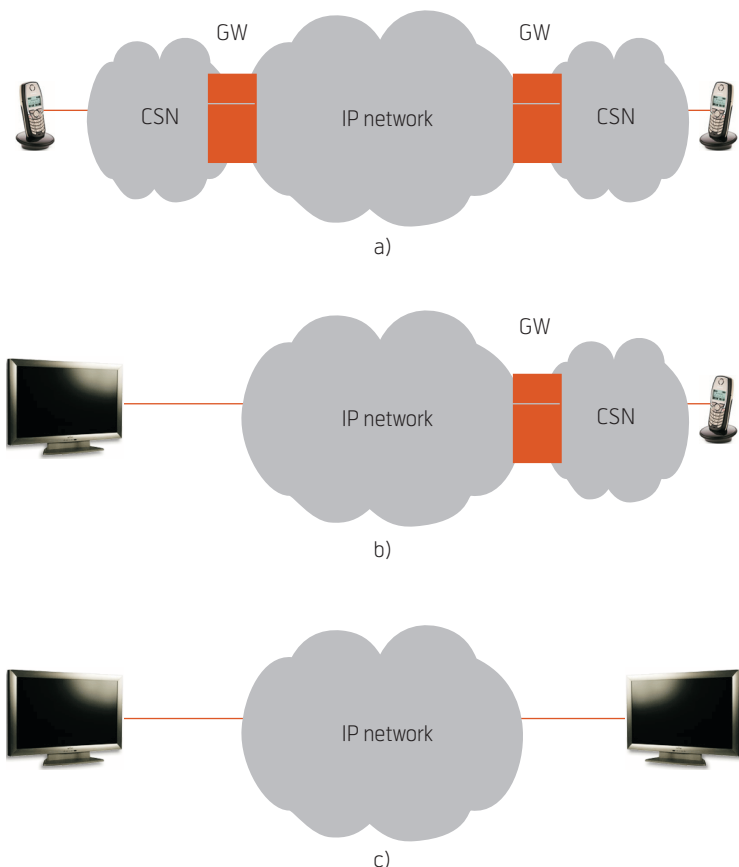 GW GW
CSN IP network CSN
a)
GW
IP network CSN
b)
IP network
c)